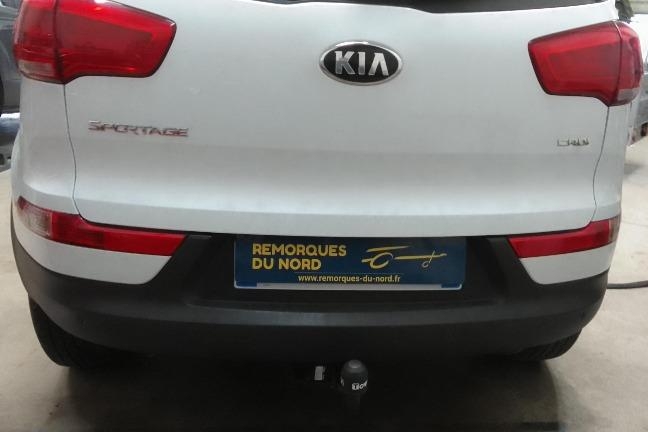 KIA
SPORTAGE
CRDi
REMORQUES
DU NORD
www.remorques-du-nord.fr